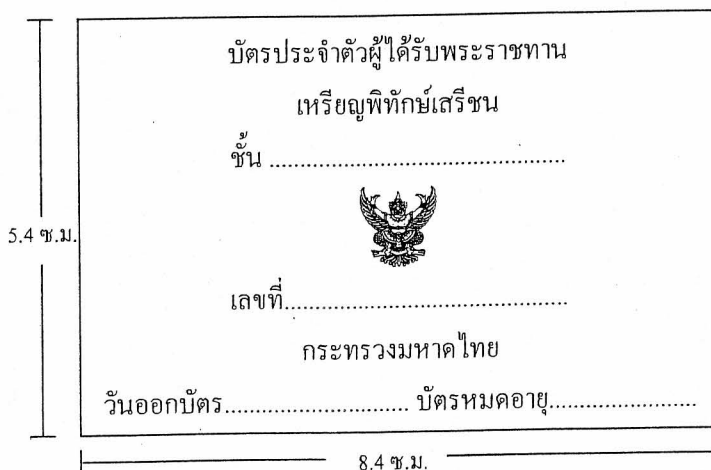 บัตรประจำตัวผู้ได้รับพระราชทาน
เหรียญพิทักษ์เสรีชน
ชั้น ............................................
5.4 ซ.ม.
เลขที่..........................................
กระทรวงมหาดไทย
วันออกบัตร............................ บัตรหมดอายุ......................
8.4 ซ.ม.